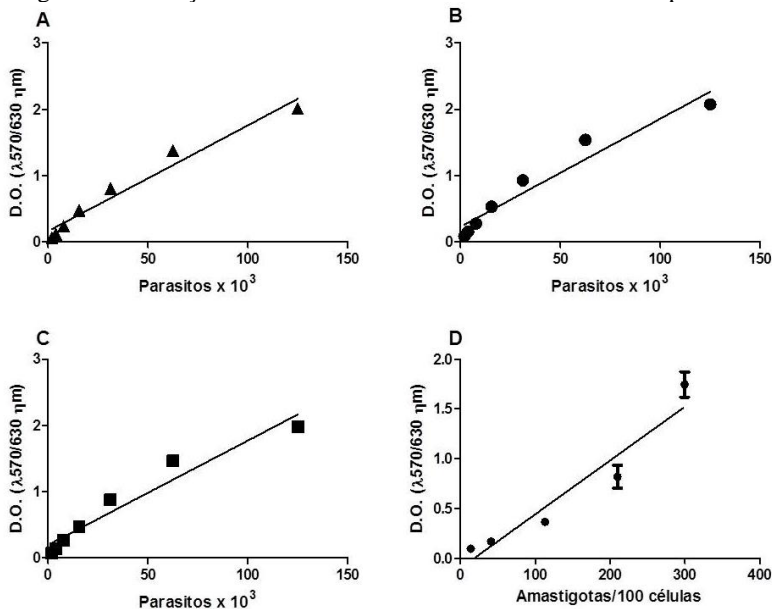 A
D.O. (λ570/630 ηm)
3
2
1
0
0 50 100 150
Parasitos x 10³
B
D.O. (λ570/630 ηm)
3
2
1
0
0 50 100 150
Parasitos x 10³
C
D.O. (λ570/630 ηm)
3
2
1
0
0 50 100 150
Parasitos x 10³
D
D.O. (λ570/630 ηm)
2.0
1.5
1.0
0.5
0.0
0 100 200 300 400
Amastigotas/100 células